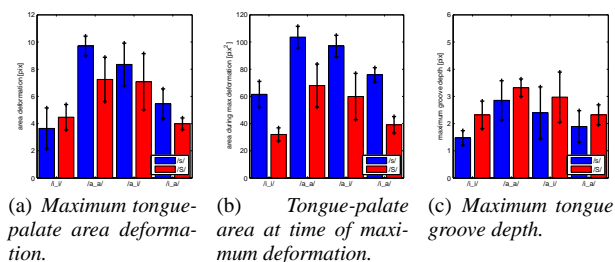 12
10
8
6
4
2
0
area deformation [pix]
/i_i/ /a_a/ /a_i/ /i_a/
/s/
/S/
120
100
80
60
40
20
0
area during max deformation [pix²]
/i_i/ /a_a/ /a_i/ /i_a/
/s/
/S/
6
5
4
3
2
1
0
maximum groove depth [pix]
/i_i/ /a_a/ /a_i/ /i_a/
/s/
/S/
(a) Maximum tongue-
palate area deforma-
tion.
(b) Tongue-palate
area at time of maxi-
mum deformation.
(c) Maximum tongue
groove depth.